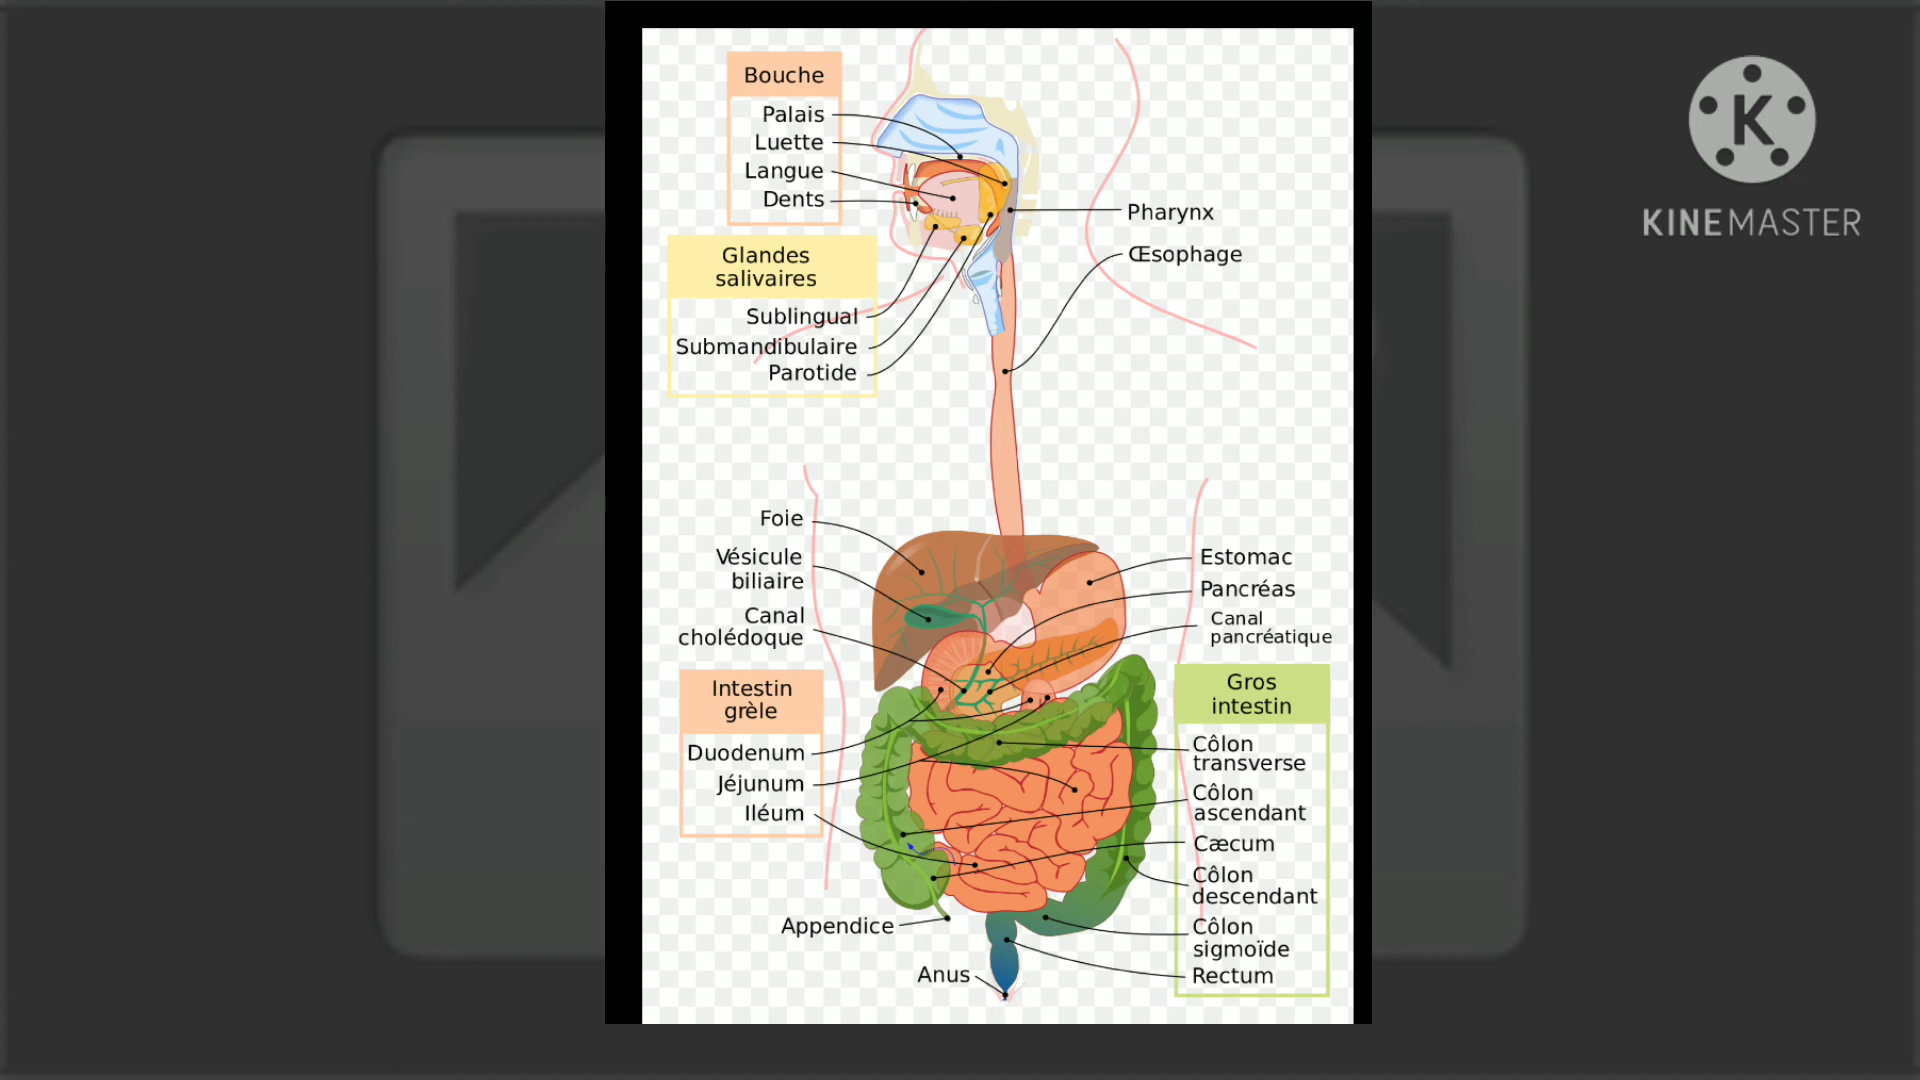 Bouche
Palais
Luette
Langue
Dents
Glandes
salivaires
Sublingual
Submandibulaire
Parotide
Pharynx
Œsophage
Foie
Vésicule
biliaire
Canal
cholédoque
Estomac
Pancréas
Canal
pancréatique
Intestin
grèle
Duodenum
Jéjunum
Iléum
Gros
intestin
Côlon
transverse
Côlon
ascendant
Cæcum
Côlon
descendant
Côlon
sigmoïde
Rectum
Appendice
Anus
K
KINEMASTER